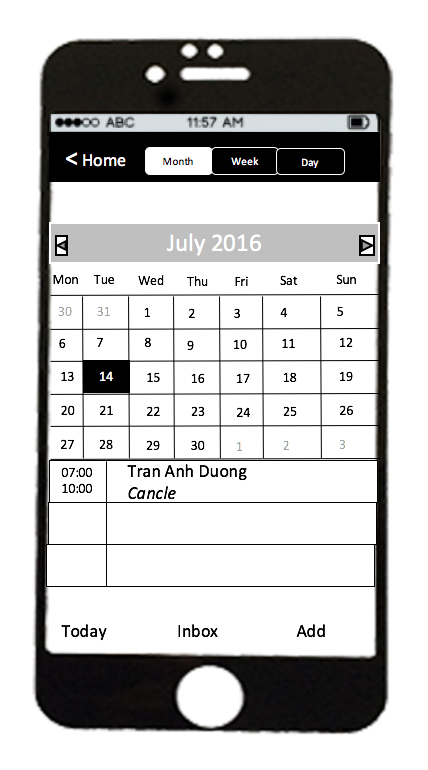 ABC 11:57 AM
< Home Month Week Day
July 2016
Mon Tue Wed Thu Fri Sat Sun
30 31 1 2 3 4 5
6 7 8 9 10 11 12
13 14 15 16 17 18 19
20 21 22 23 24 25 26
27 28 29 30 1 2 3
07:00 Tran Anh Duong
10:00 Cancle
Today Inbox Add